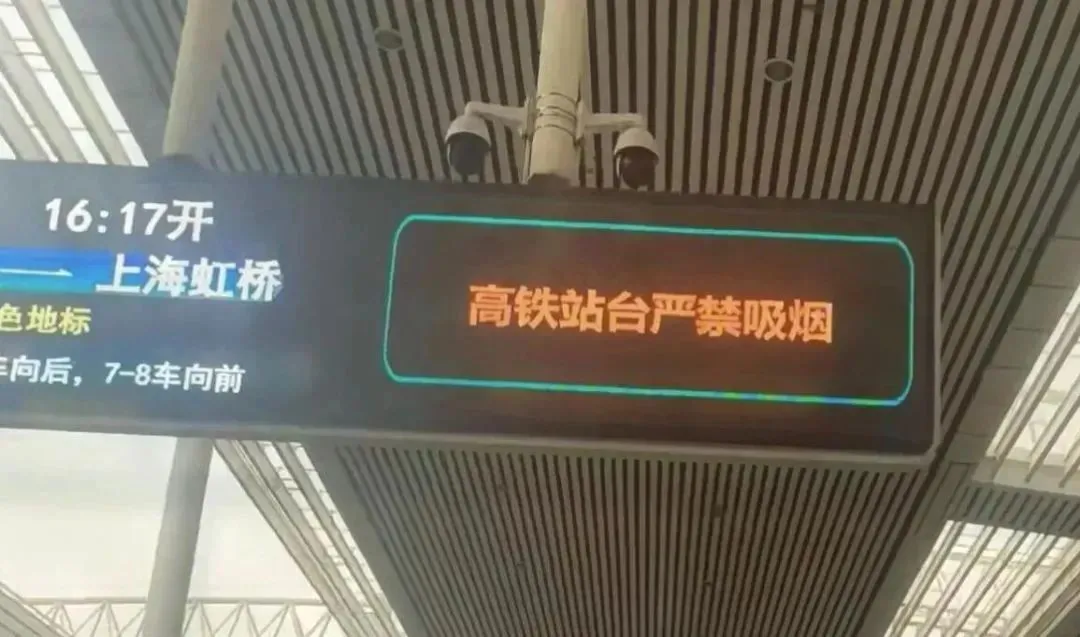 16:17开
— 上海虹桥
色地标
车向后，7-8车向前
高铁站台严禁吸烟